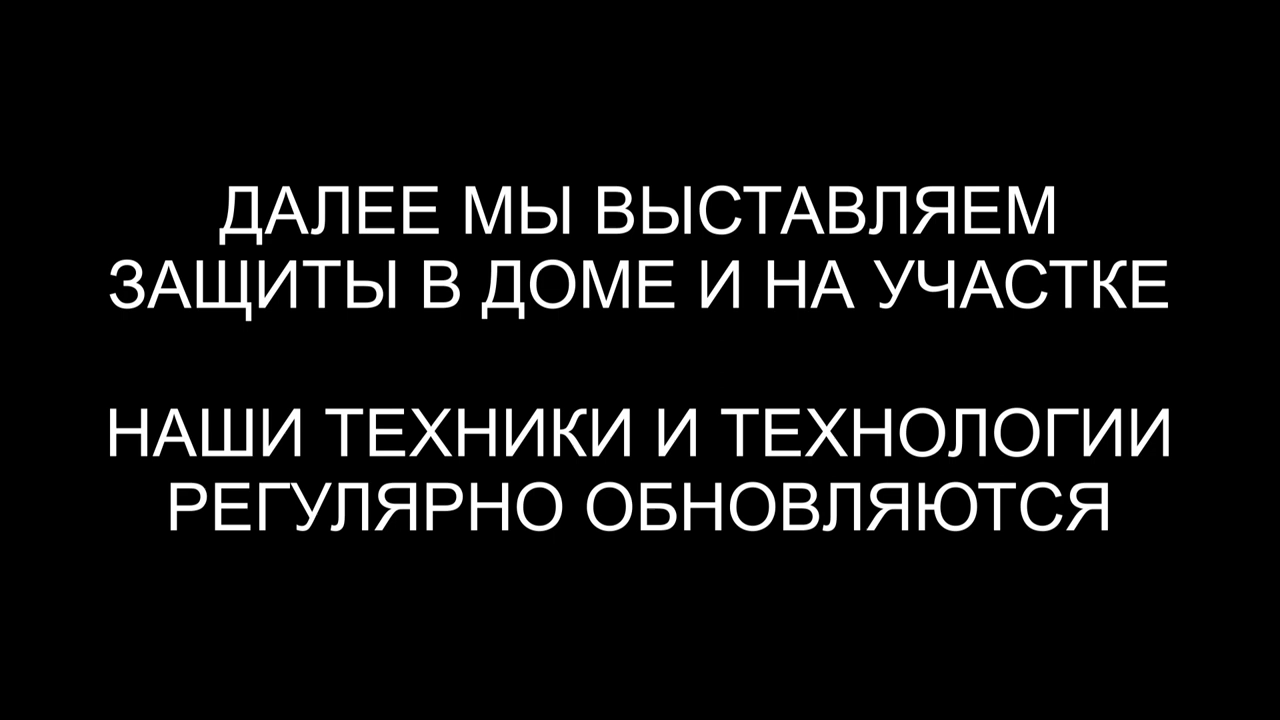 ДАЛЕЕ МЫ ВЫСТАВЛЯЕМ
ЗАЩИТЫ В ДОМЕ И НА УЧАСТКЕ
НАШИ ТЕХНИКИ И ТЕХНОЛОГИИ
РЕГУЛЯРНО ОБНОВЛЯЮТСЯ